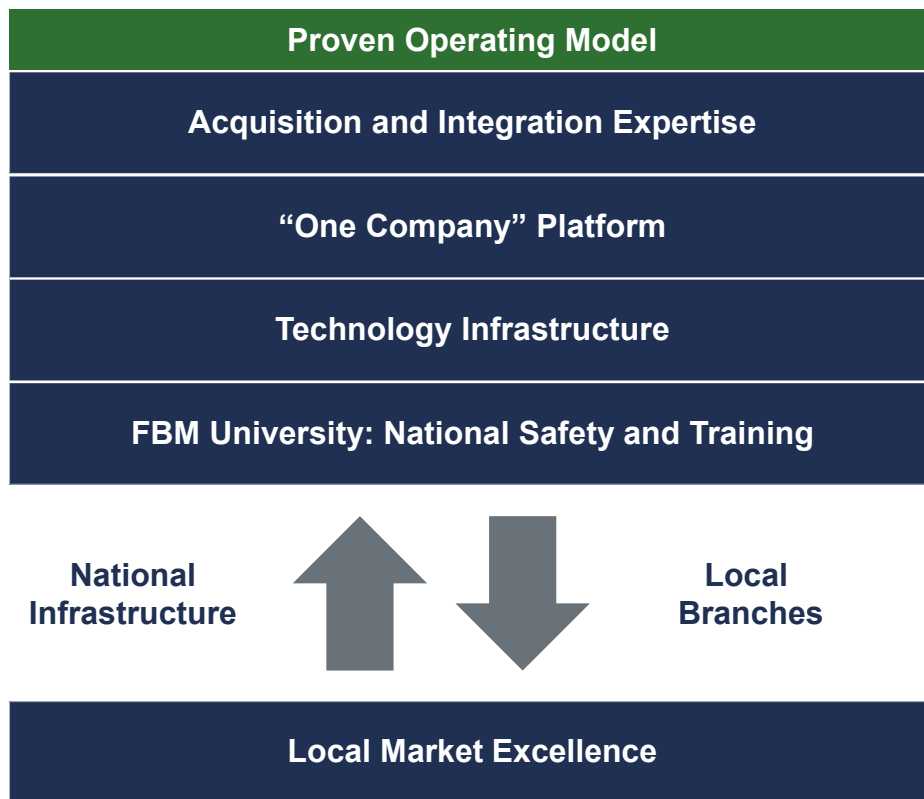 Proven Operating Model
Acquisition and Integration Expertise
“One Company” Platform
Technology Infrastructure
FBM University: National Safety and Training
National
Infrastructure
Local
Branches
Local Market Excellence